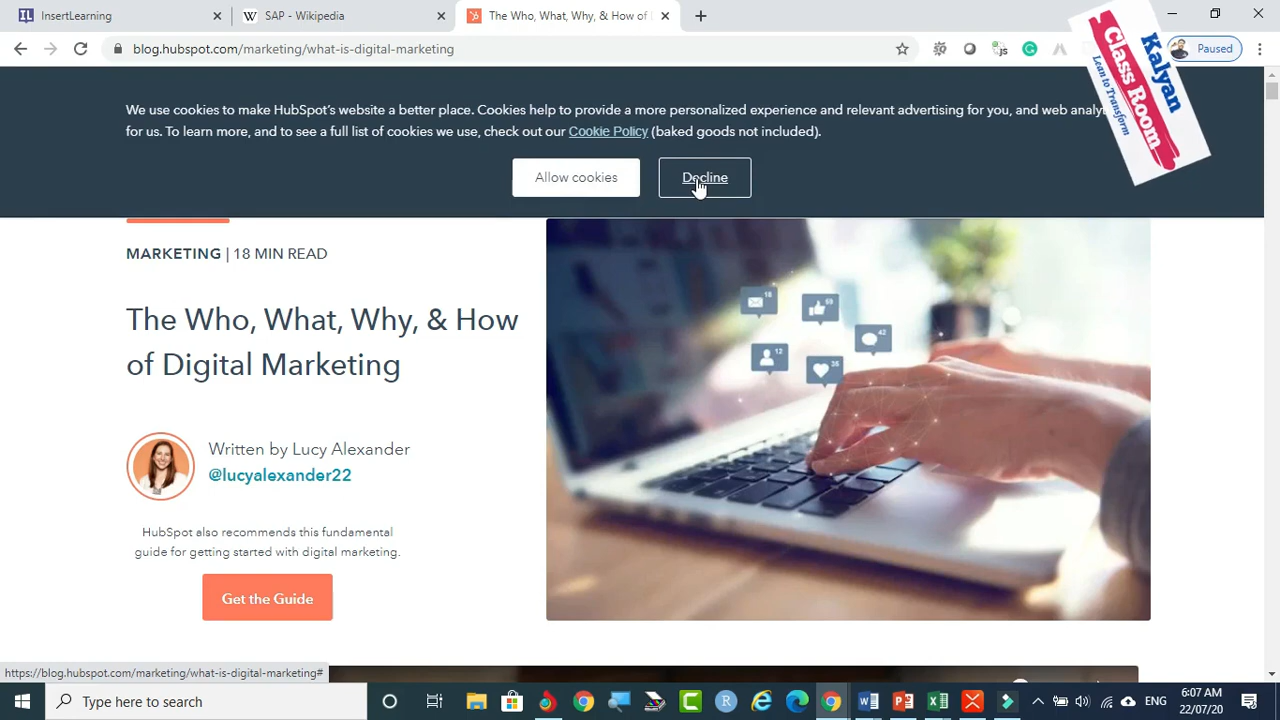 InsertLearning
SAP - Wikipedia
The Who, What, Why, & How of
blog.hubspot.com/marketing/what-is-digital-marketing
Paused
Kalyan
Class Room
Lean to Transform
We use cookies to make HubSpot's website a better place. Cookies help to provide a more personalized experience and relevant advertising for you, and web analy
for us. To learn more, and to see a full list of cookies we use, check out our Cookie Policy (baked goods not included).
Allow cookies
Decline
MARKETING | 18 MIN READ
The Who, What, Why, & How
of Digital Marketing
Written by Lucy Alexander
@lucyalexander22
HubSpot also recommends this fundamental
guide for getting started with digital marketing.
Get the Guide
18
69
42
12
35
https://blog.hubspot.com/marketing/what-is-digital-marketing#
Type here to search
ENG
6:07 AM
22/07/20